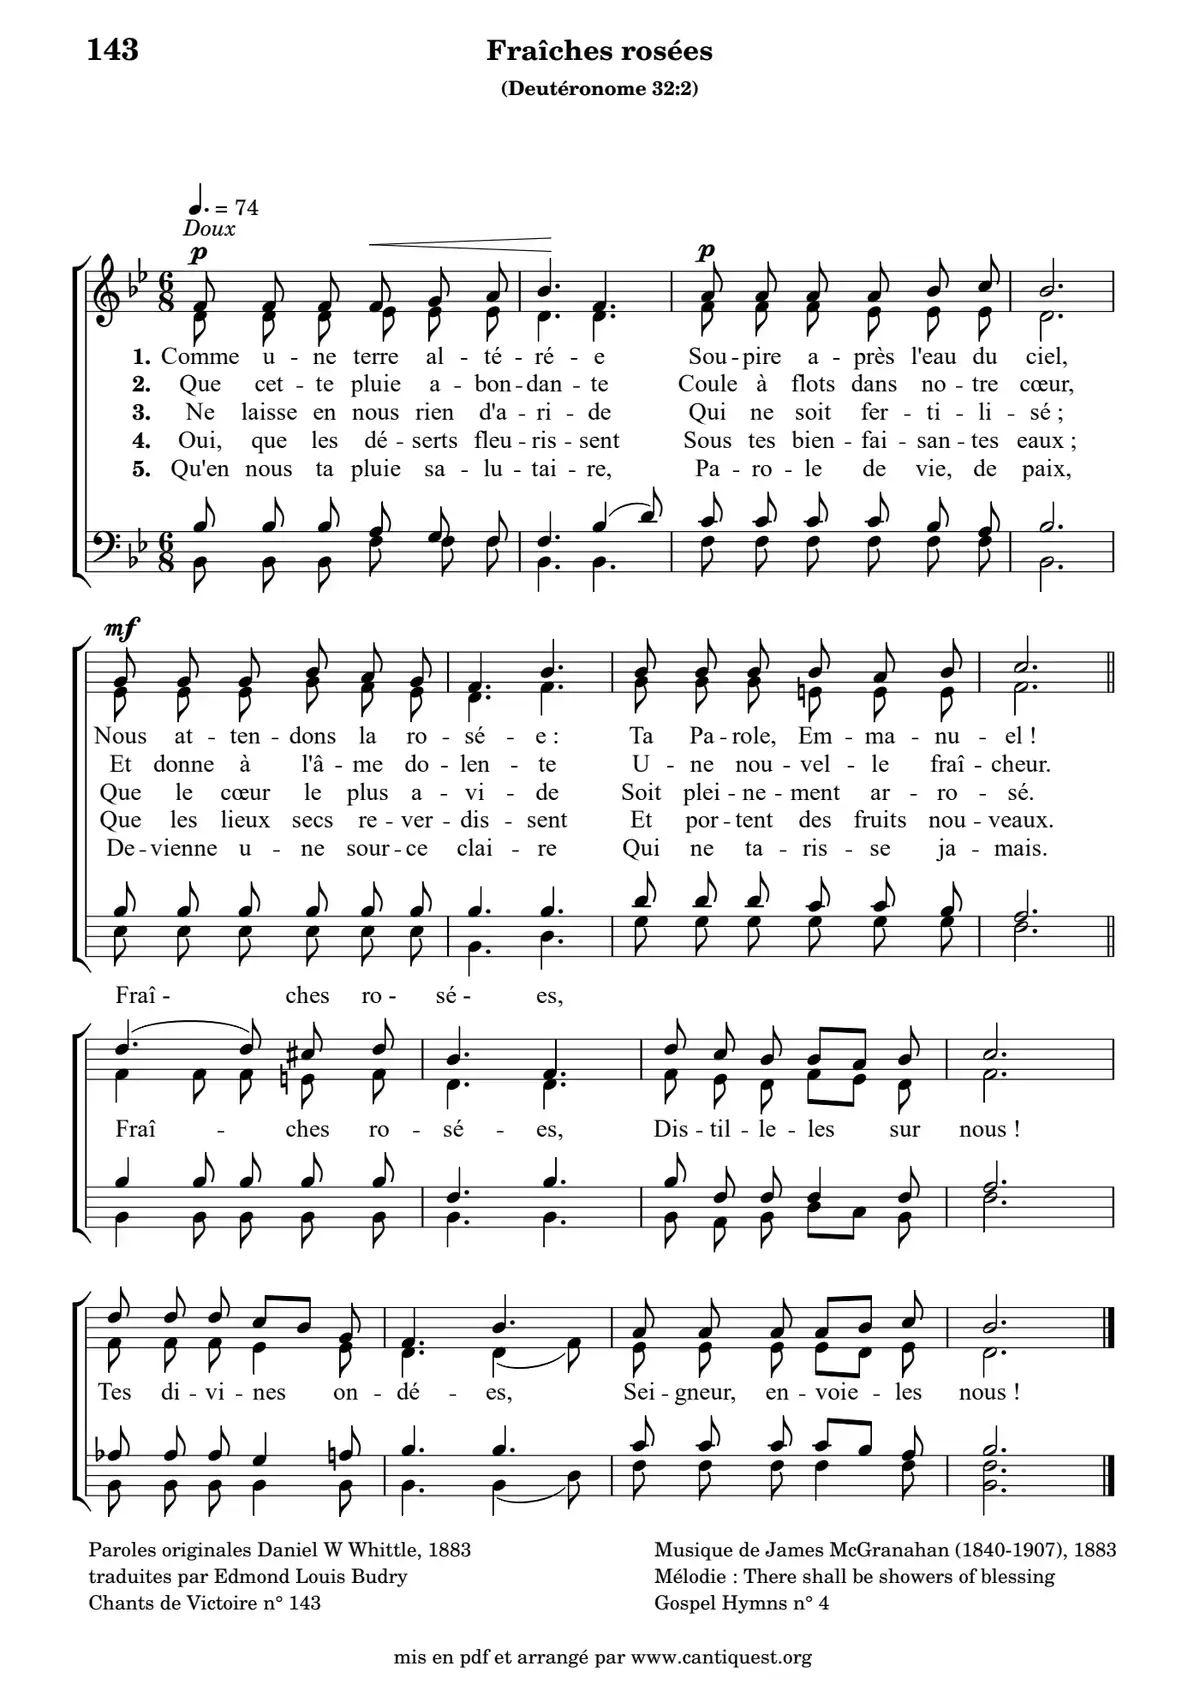 143
Fraîches rosées
(Deutéronome 32:2)
= 74
Doux
p p
1. Comme u - ne terre al - té - ré - e Sou - pire a - près l'eau du ciel,
2. Que cet - te pluie a - bon - dan - te Coule à flots dans no - tre cœur,
3. Ne laisse en nous rien d'a - ri - de Qui ne soit fer - ti - li - sé ;
4. Oui, que les dé - serts fleu - ris - sent Sous tes bien - fai - san - tes eaux ;
5. Qu'en nous ta pluie sa - lu - tai - re, Pa - ro - le de vie, de paix,
6 8
mf
Nous at - ten - dons la ro - sé - e : Ta Pa - role, Em - ma - nu - el !
Et donne à l'â - me do - len - te U - ne nou - vel - le fraî - cheur.
Que le cœur le plus a - vi - de Soit plei - ne - ment ar - ro - sé.
Que les lieux secs re - ver - dis - sent Et por - tent des fruits nou - veaux.
De - vienne u - ne sour - ce clai - re Qui ne ta - ris - se ja - mais.
Fraî - ches ro - sé - es,
Fraî - ches ro - sé - es, Dis - til - le - les sur nous !
Tes di - vi - nes on - dé - es, Sei - gneur, en - voie - les nous !
Paroles originales Daniel W Whittle, 1883
traduites par Edmond Louis Budry
Chants de Victoire n° 143
Musique de James McGranahan (1840-1907), 1883
Mélodie : There shall be showers of blessing
Gospel Hymns n° 4
mis en pdf et arrangé par www.cantiquest.org